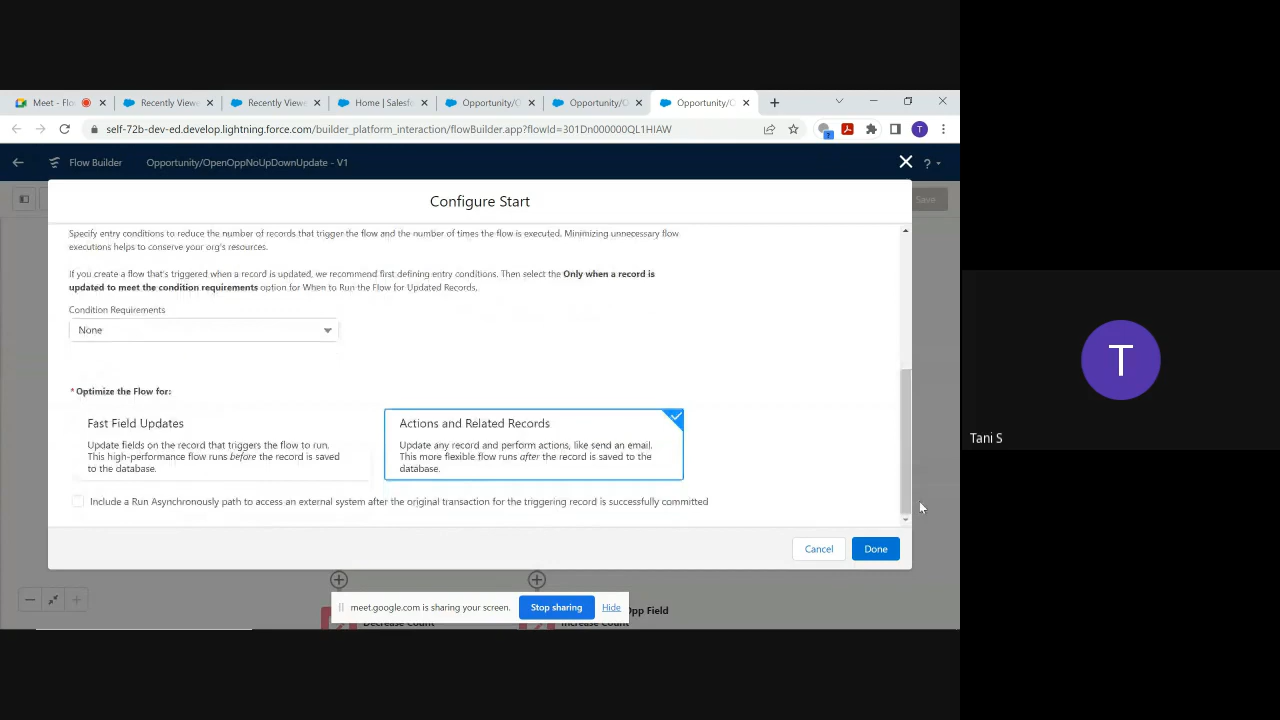 Meet - Flo
Recently Viewe
Recently Viewe
Home | Salesf
Opportunity/O
Opportunity/O
Opportunity/O
self-72b-dev-ed.develop.lightning.force.com/builder_platform_interaction/flowBuilder.app?flowId=301Dn000000QL1HIAW
T
Flow Builder
Opportunity/OpenOppNoUpDownUpdate - V1
?
Save
Configure Start
Specify entry conditions to reduce the number of records that trigger the flow and the number of times the flow is executed. Minimizing unnecessary flow
executions helps to conserve your org's resources.
If you create a flow that's triggered when a record is updated, we recommend first defining entry conditions. Then select the Only when a record is
updated to meet the condition requirements option for When to Run the Flow for Updated Records.
Condition Requirements
None
T
*Optimize the Flow for:
Fast Field Updates
Update fields on the record that triggers the flow to run.
This high-performance flow runs before the record is saved
to the database.
Actions and Related Records
Update any record and perform actions, like send an email.
This more flexible flow runs after the record is saved to the
database.
Tani S
Include a Run Asynchronously path to access an external system after the original transaction for the triggering record is successfully committed
Cancel
Done
meet.google.com is sharing your screen.
Stop sharing
Hide
pp Field
Decrease Count
Increase Count